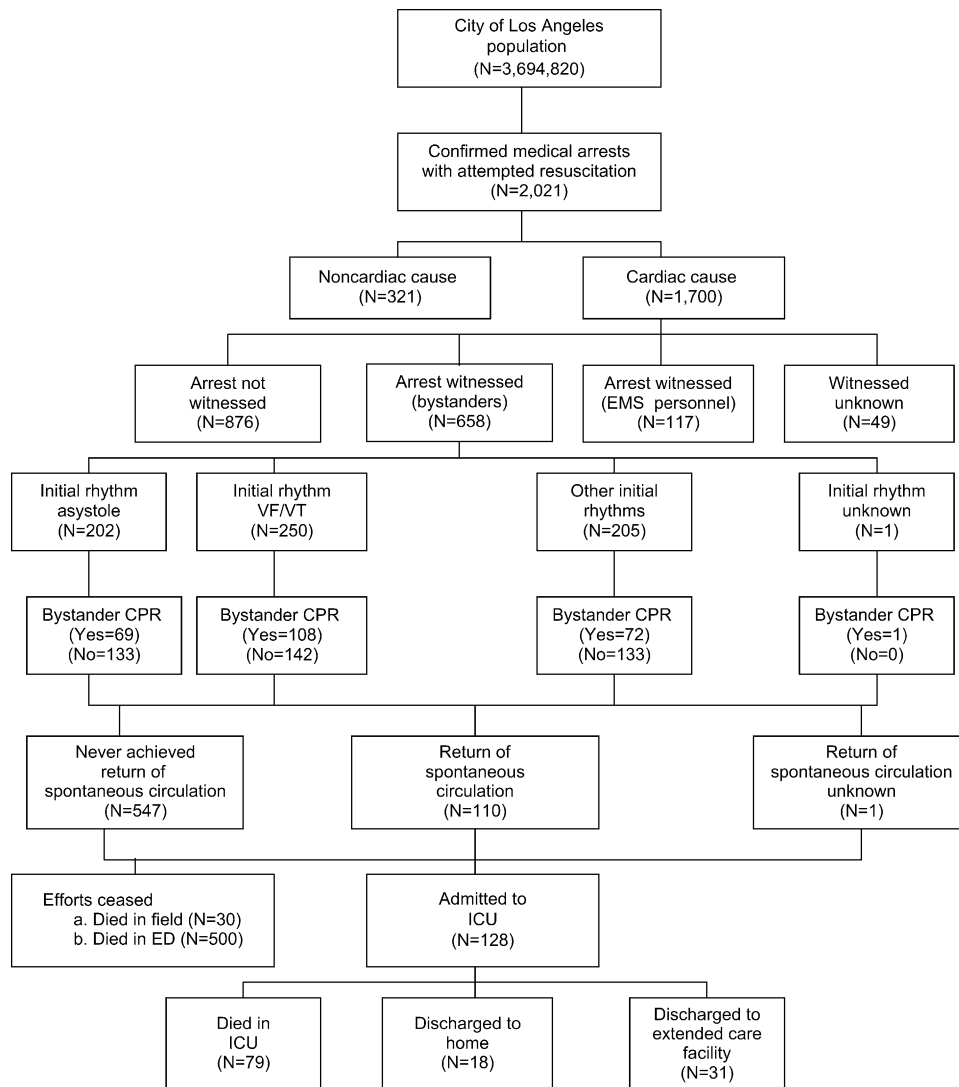 City of Los Angeles
population
(N=3,694,820)
Confirmed medical arrests
with attempted resuscitation
(N=2,021)
Noncardiac cause
(N=321)
Cardiac cause
(N=1,700)
Arrest not
witnessed
(N=876)
Arrest witnessed
(bystanders)
(N=658)
Arrest witnessed
(EMS personnel)
(N=117)
Witnessed
unknown
(N=49)
Initial rhythm
asystole
(N=202)
Initial rhythm
VF/VT
(N=250)
Other initial
rhythms
(N=205)
Initial rhythm
unknown
(N=1)
Bystander CPR
(Yes=69)
(No=133)
Bystander CPR
(Yes=108)
(No=142)
Bystander CPR
(Yes=72)
(No=133)
Bystander CPR
(Yes=1)
(No=0)
Never achieved
return of
spontaneous circulation
(N=547)
Return of
spontaneous
circulation
(N=110)
Return of
spontaneous circulation
unknown
(N=1)
Efforts ceased
a. Died in field (N=30)
b. Died in ED (N=500)
Admitted to
ICU
(N=128)
Died in
ICU
(N=79)
Discharged to
home
(N=18)
Discharged to
extended care
facility
(N=31)